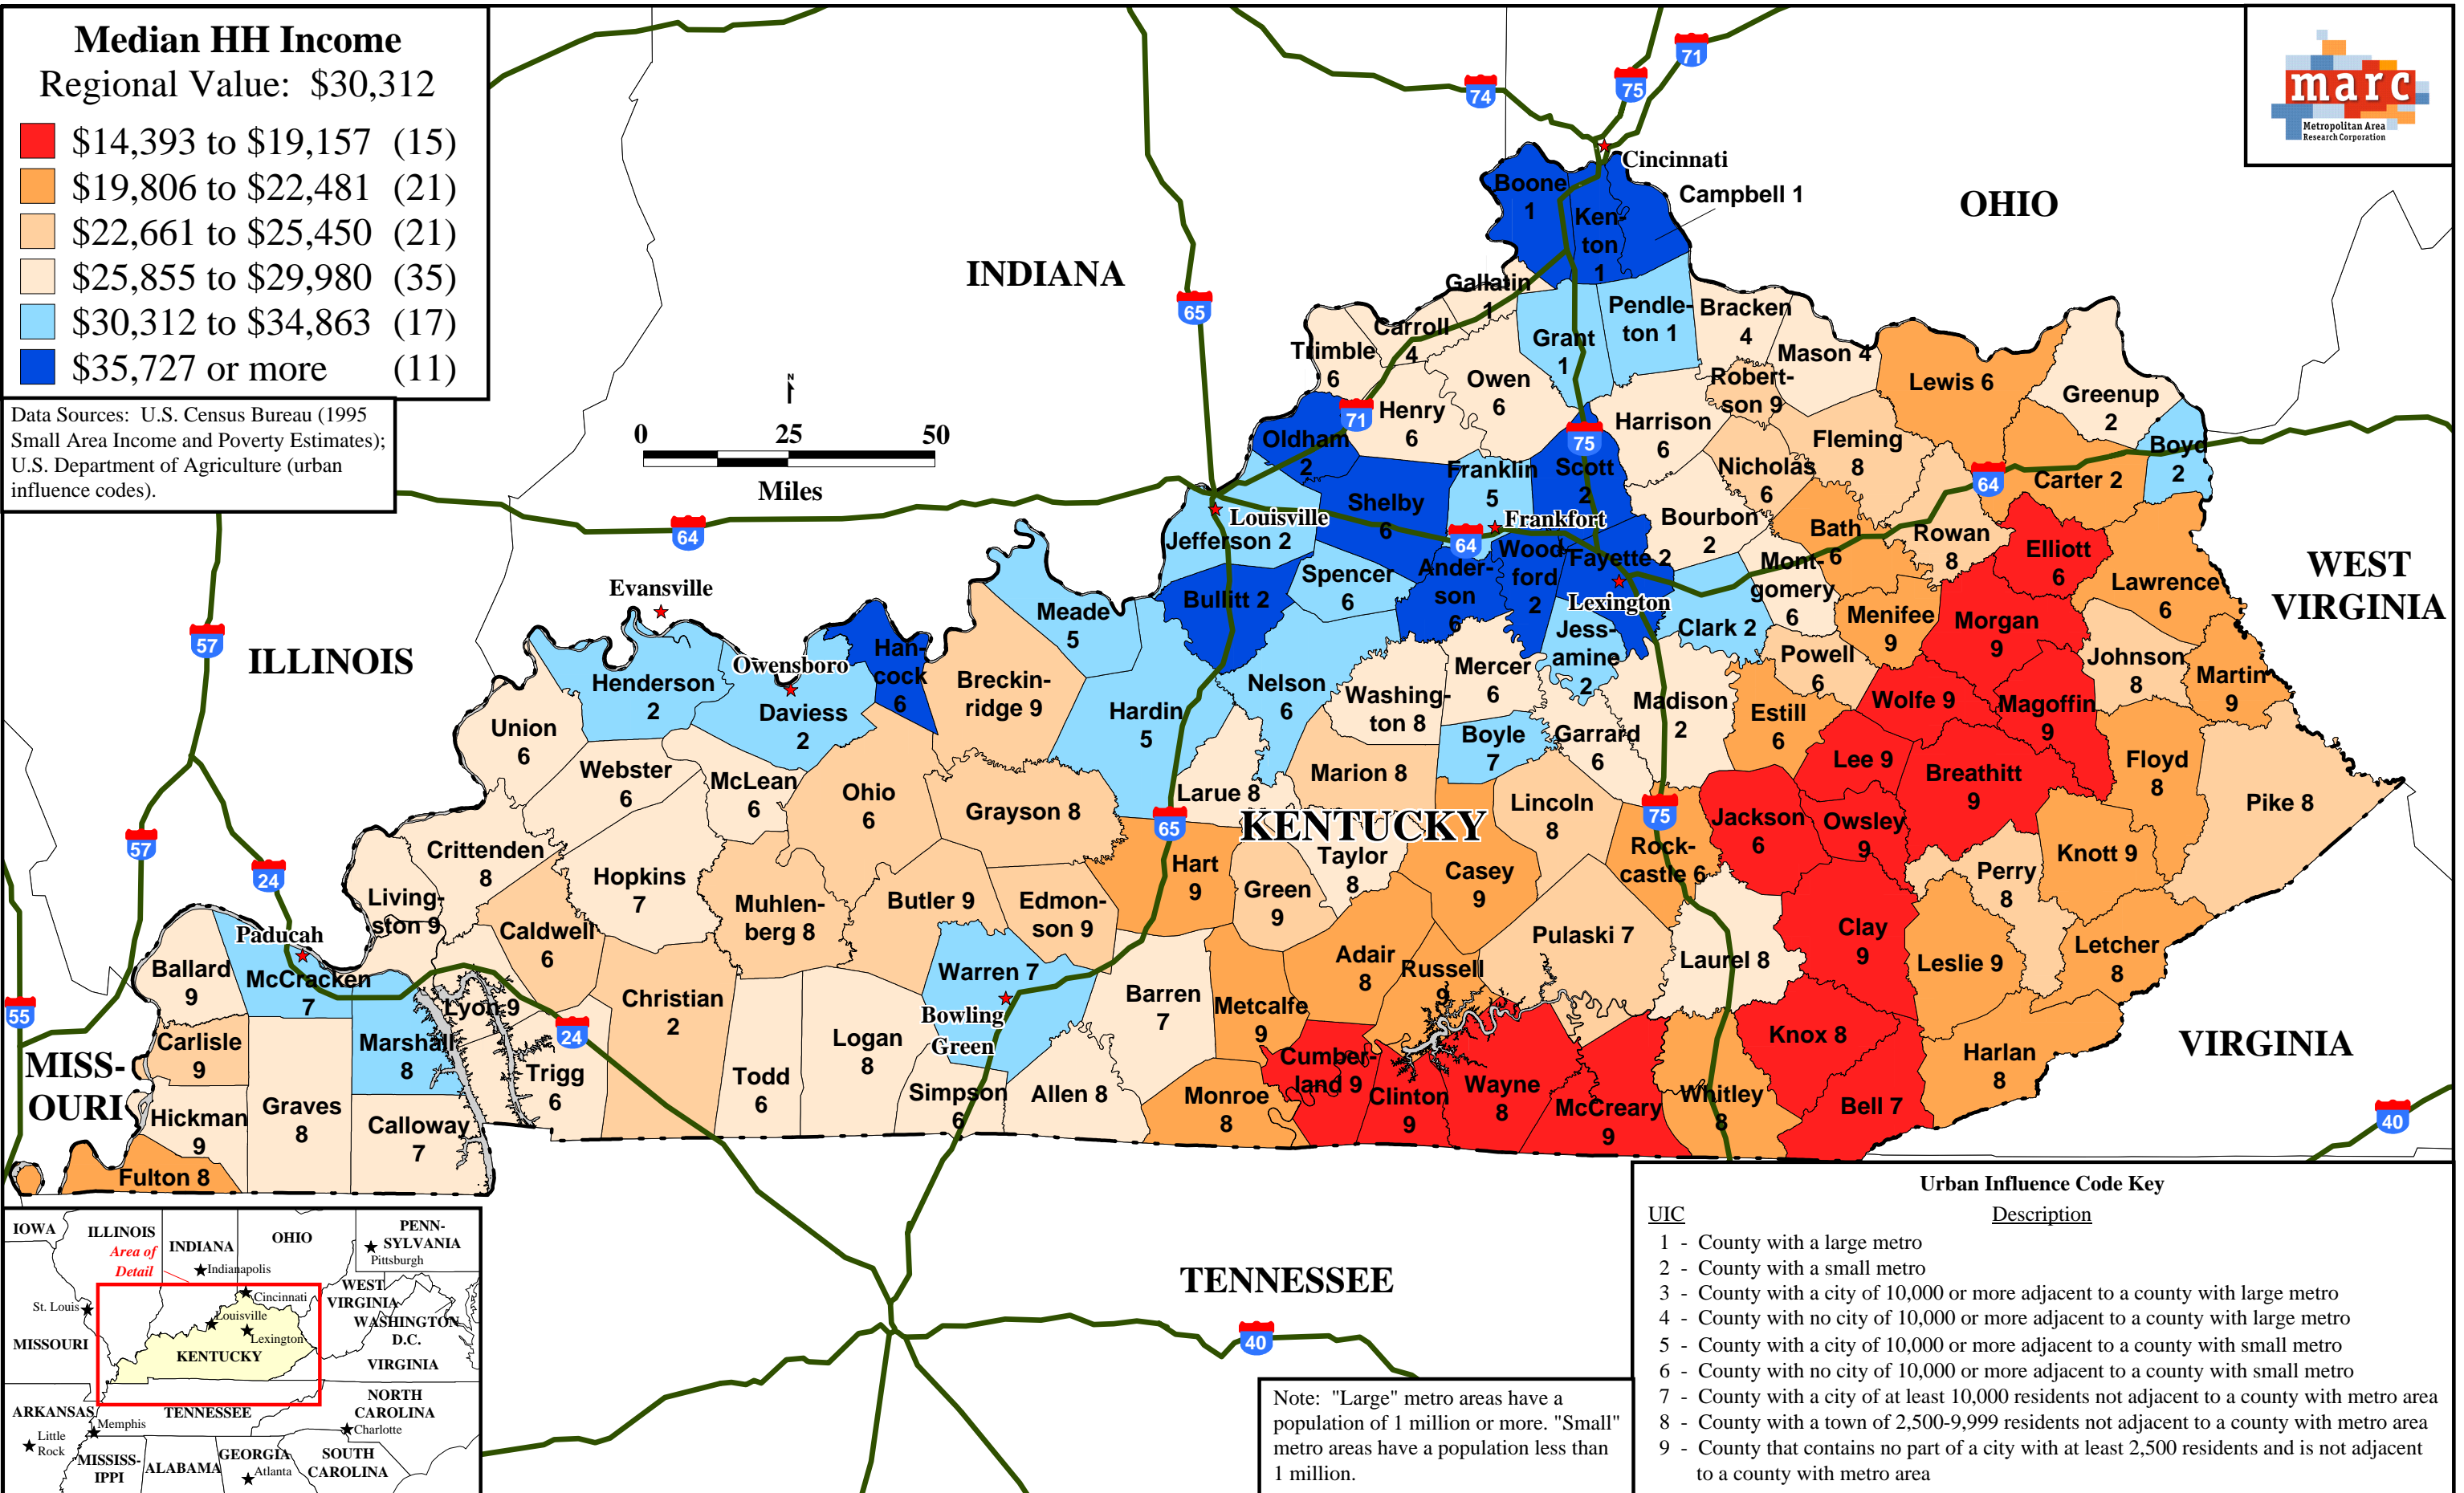 Median HH Income
Regional Value: $30,312
$14,393 to $19,157 (15)
$19,806 to $22,481 (21)
$22,661 to $25,450 (21)
$25,855 to $29,980 (35)
$30,312 to $34,863 (17)
$35,727 or more (11)
Data Sources: U.S. Census Bureau (1995
Small Area Income and Poverty Estimates);
U.S. Department of Agriculture (urban
influence codes).
N
0 25 50
Miles
marc
Metropolitan Area
Research Corporation
INDIANA
OHIO
ILLINOIS
WEST
VIRGINIA
VIRGINIA
MISS-
OURI
KENTUCKY
TENNESSEE
74
75
71
65
71
75
64
64
64
57
57
24
55
24
65
75
40
40
Cincinnati
Louisville
Frankfort
Lexington
Evansville
Owensboro
Paducah
Bowling
Green
Boone
1
Ken-
ton
1
Campbell 1
Gallatin
1
Carroll
4
Trimble
6
Grant
1
Pendle-
ton 1
Bracken
4
Mason 4
Robert-
son 9
Lewis 6
Greenup
2
Boyd
2
Owen
6
Henry
6
Oldham
2
Harrison
6
Fleming
8
Nicholas
6
Carter 2
Franklin
5
Scott
2
Shelby
6
Jefferson 2
Bourbon
2
Bath
6
Rowan
8
Elliott
6
Lawrence
6
Spencer
6
Bullitt 2
Ander-
son
6
Wood-
ford
2
Fayette 2
Mont-
gomery
6
Clark 2
Menifee
9
Morgan
9
Johnson
8
Martin
9
Meade
5
Han-
cock
6
Breckin-
ridge 9
Hardin
5
Nelson
6
Washing-
ton 8
Mercer
6
Jess-
amine
2
Madison
2
Powell
6
Estill
6
Wolfe 9
Magoffin
9
Floyd
8
Pike 8
Henderson
2
Daviess
2
Union
6
Webster
6
McLean
6
Ohio
6
Grayson 8
Larue 8
Marion 8
Boyle
7
Garrard
6
Lincoln
8
Lee 9
Breathitt
9
Jackson
6
Owsley
9
Rock-
castle 6
Knott 9
Perry
8
Crittenden
8
Living-
ston 9
Hopkins
7
Caldwell
6
Muhlen-
berg 8
Butler 9
Edmon-
son 9
Hart
9
Green
9
Taylor
8
Casey
9
Adair
8
Russell
9
Pulaski 7
Laurel 8
Clay
9
Leslie 9
Letcher
8
Harlan
8
Ballard
9
McCracken
7
Carlisle
9
Marshall
8
Lyon 9
Trigg
6
Christian
2
Todd
6
Logan
8
Warren 7
Simpson
6
Allen 8
Barren
7
Metcalfe
9
Monroe
8
Cumber-
land 9
Clinton
9
Wayne
8
McCreary
9
Whitley
8
Knox 8
Bell 7
Hickman
9
Graves
8
Calloway
7
Fulton 8
IOWA
ILLINOIS
INDIANA
OHIO
PENN-
SYLVANIA
Pittsburgh
Area of
Detail
Indianapolis
St. Louis
Cincinnati
Louisville
Lexington
KENTUCKY
WEST
VIRGINIA
WASHINGTON
D.C.
VIRGINIA
MISSOURI
NORTH
CAROLINA
Charlotte
ARKANSAS
Memphis
TENNESSEE
Little
Rock
MISSISS-
IPPI
ALABAMA
GEORGIA
Atlanta
SOUTH
CAROLINA
Note: "Large" metro areas have a
population of 1 million or more. "Small"
metro areas have a population less than
1 million.
Urban Influence Code Key
UIC Description
1 - County with a large metro
2 - County with a small metro
3 - County with a city of 10,000 or more adjacent to a county with large metro
4 - County with no city of 10,000 or more adjacent to a county with large metro
5 - County with a city of 10,000 or more adjacent to a county with small metro
6 - County with no city of 10,000 or more adjacent to a county with small metro
7 - County with a city of at least 10,000 residents not adjacent to a county with metro area
8 - County with a town of 2,500-9,999 residents not adjacent to a county with metro area
9 - County that contains no part of a city with at least 2,500 residents and is not adjacent
to a county with metro area